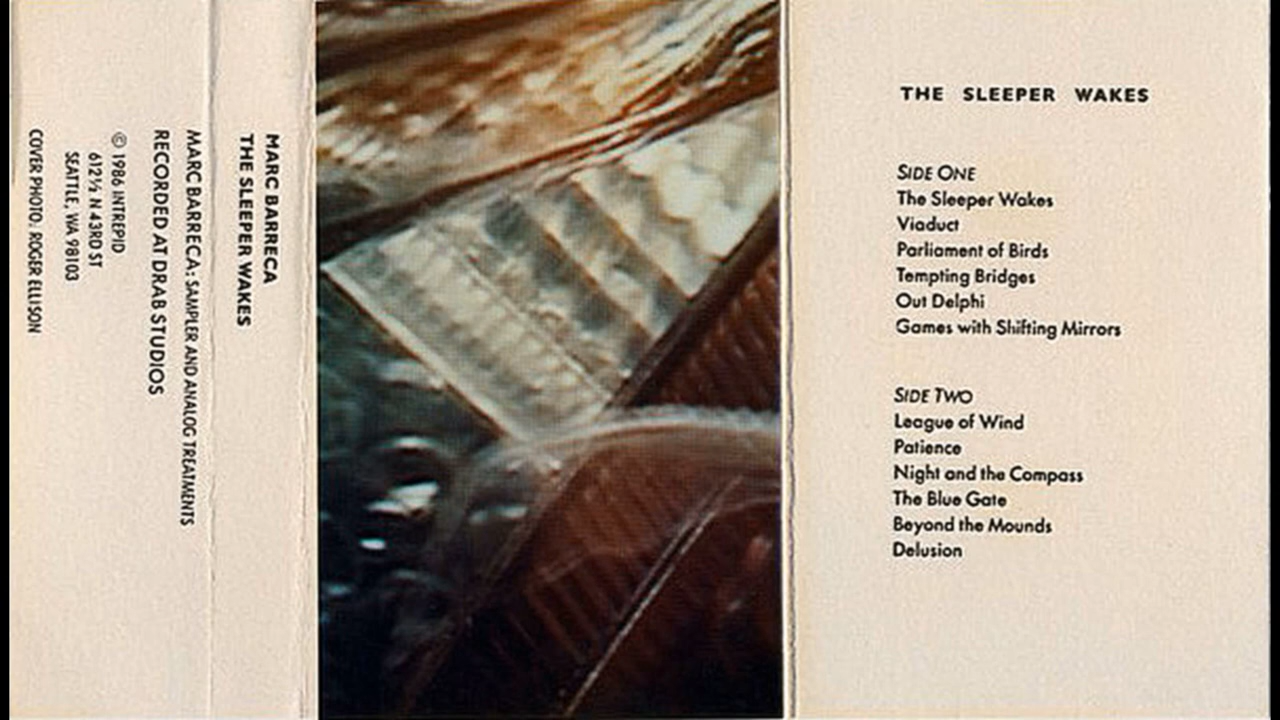 MARC BARRECA
THE SLEEPER WAKES
MARC BARRECA: SAMPLER AND ANALOG TREATMENTS
RECORDED AT DRAB STUDIOS
© 1986 INTREPID
612½ N 43RD ST
SEATTLE, WA 98103
COVER PHOTO: ROGER ELLISON
THE SLEEPER WAKES
SIDE ONE
The Sleeper Wakes
Viaduct
Parliament of Birds
Tempting Bridges
Out Delphi
Games with Shifting Mirrors
SIDE TWO
League of Wind
Patience
Night and the Compass
The Blue Gate
Beyond the Mounds
Delusion